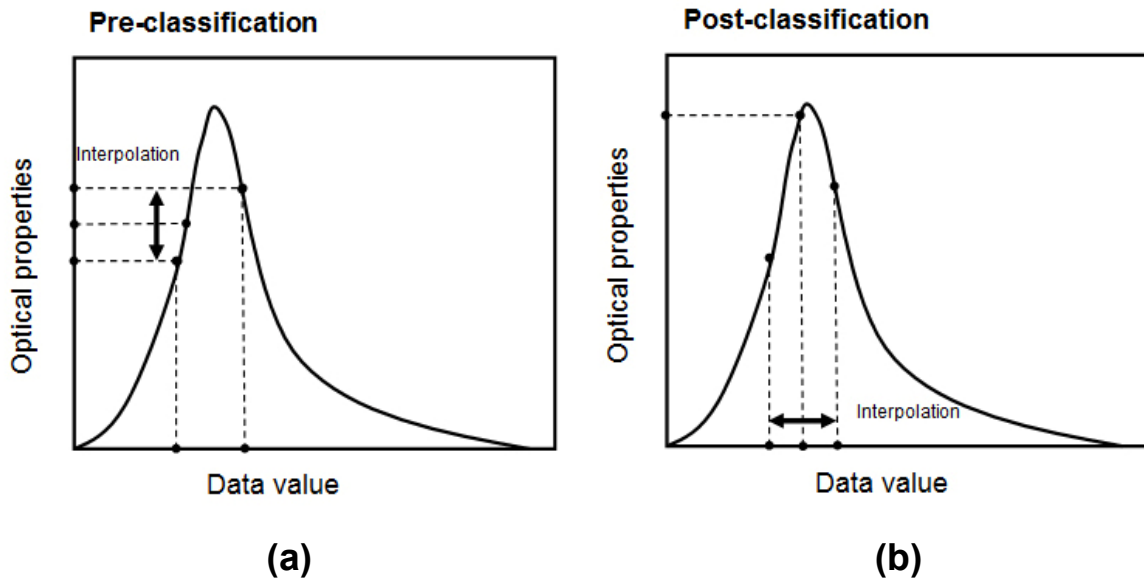 Pre-classification
Interpolation
Optical properties
Data value
(a)
Post-classification
Optical properties
Interpolation
Data value
(b)